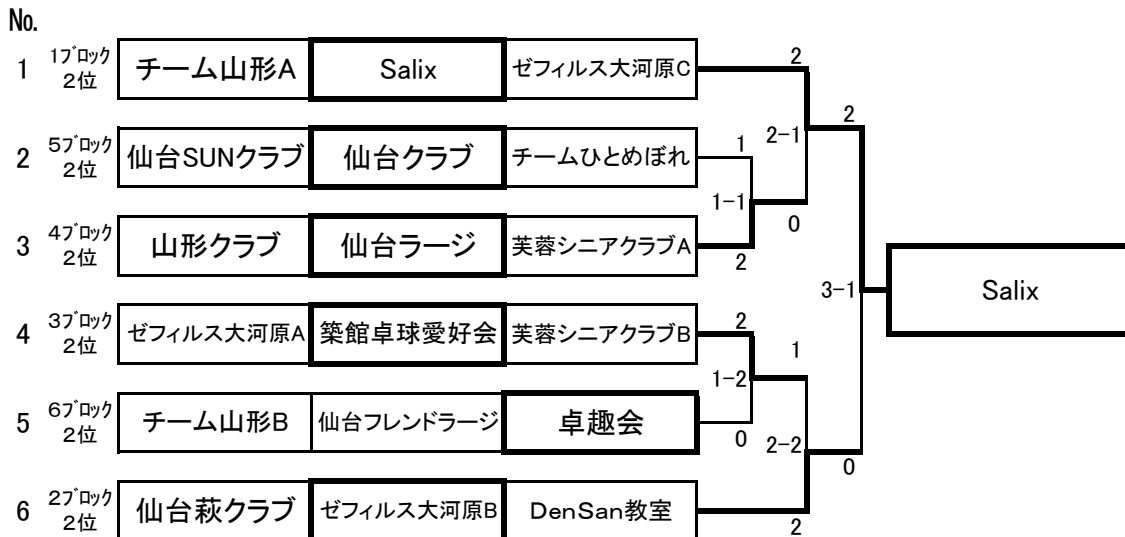 No.
1 1ブロック 2位 チーム山形A Salix ゼフィルス大河原C 2
2
2-1
2 5ブロック 2位 仙台SUNクラブ 仙台クラブ チームひとめぼれ 1
1-1
0
3 4ブロック 2位 山形クラブ 仙台ラージ 芙蓉シニアクラブA 2
3-1 Salix
4 3ブロック 2位 ゼフィルス大河原A 築館卓球愛好会 芙蓉シニアクラブB 2
1
1-2
5 6ブロック 2位 チーム山形B 仙台フレンドラージ 卓趣会 0
2-2
0
6 2ブロック 2位 仙台萩クラブ ゼフィルス大河原B DenSan教室 2